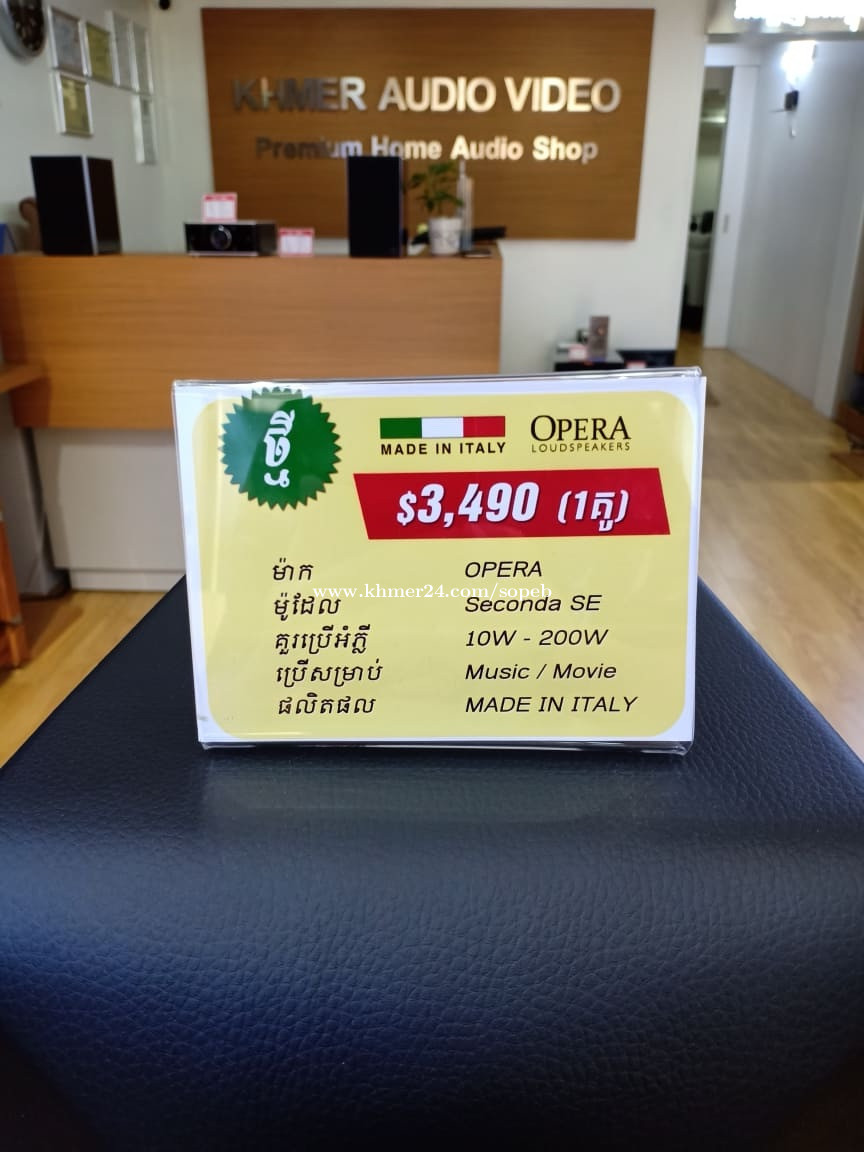 KHMER AUDIO VIDEO
Premium Home Audio Shop
ថ្មី
MADE IN ITALY
OPERA
LOUDSPEAKERS
$3,490 (1គូ)
ម៉ាក OPERA
www.khmer24.com/sopeb
ម៉ូដែល Seconda SE
គួរប្រើអំភ្លី 10W - 200W
ប្រើសម្រាប់ Music / Movie
ផលិតផល MADE IN ITALY